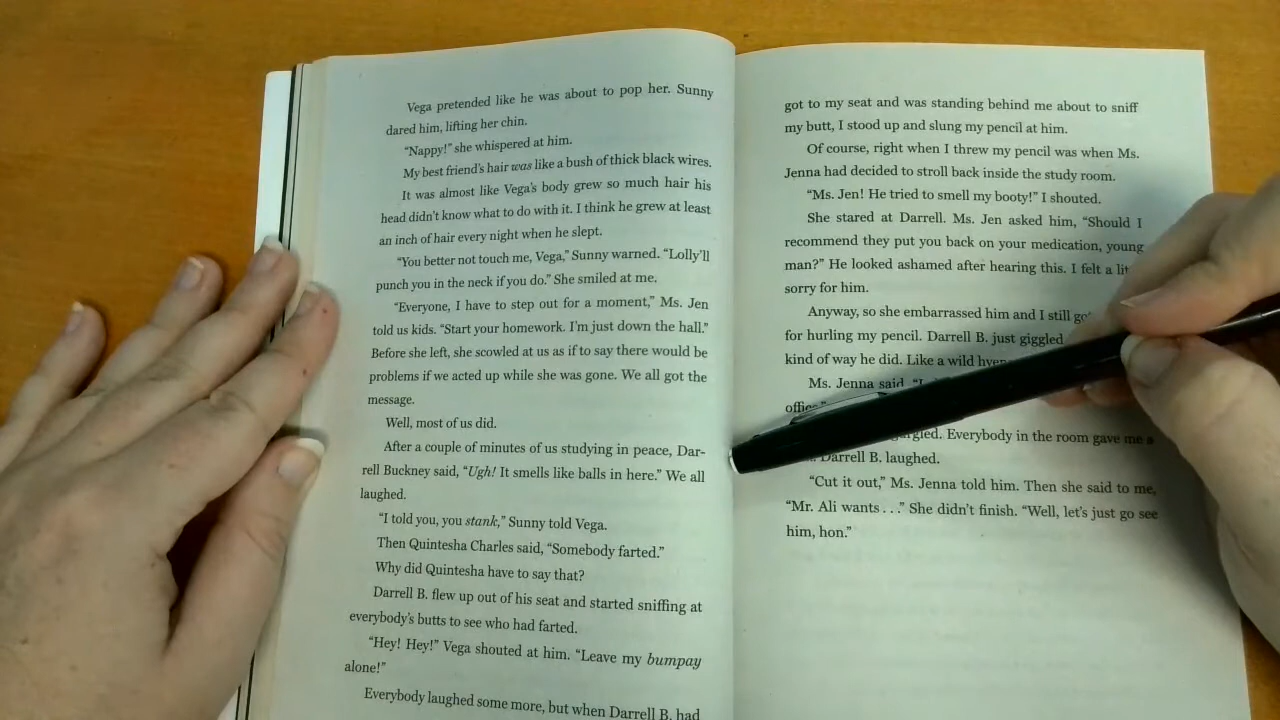 Vega pretended like he was about to pop her. Sunny
dared him, lifting her chin.
“Nappy!” she whispered at him.
My best friend’s hair was like a bush of thick black wires.
It was almost like Vega’s body grew so much hair his
head didn’t know what to do with it. I think he grew at least
an inch of hair every night when he slept.
“You better not touch me, Vega,” Sunny warned. “Lolly’ll
punch you in the neck if you do.” She smiled at me.
“Everyone, I have to step out for a moment,” Ms. Jen
told us kids. “Start your homework. I’m just down the hall.”
Before she left, she scowled at us as if to say there would be
problems if we acted up while she was gone. We all got the
message.
Well, most of us did.
After a couple of minutes of us studying in peace, Dar-
rell Buckney said, “Ugh! It smells like balls in here.” We all
laughed.
“I told you, you stank,” Sunny told Vega.
Then Quintesha Charles said, “Somebody farted.”
Why did Quintesha have to say that?
Darrell B. flew up out of his seat and started sniffing at
everybody’s butts to see who had farted.
“Hey! Hey!” Vega shouted at him. “Leave my bumpay
alone!”
Everybody laughed some more, but when Darrell B. had
got to my seat and was standing behind me about to sniff
my butt, I stood up and slung my pencil at him.
Of course, right when I threw my pencil was when Ms.
Jenna had decided to stroll back inside the study room.
“Ms. Jen! He tried to smell my booty!” I shouted.
She stared at Darrell. Ms. Jen asked him, “Should I
recommend they put you back on your medication, young
man?” He looked ashamed after hearing this. I felt a
sorry for him.
Anyway, so she embarrassed him and I still
for hurling my pencil. Darrell B. just giggled
kind of way he did. Like a wild
Ms. Jenna said,
Everybody in the room gave me
Darrell B. laughed.
“Cut it out,” Ms. Jenna told him. Then she said to me,
“Mr. Ali wants . . .” She didn’t finish. “Well, let’s just go see
him, hon.”